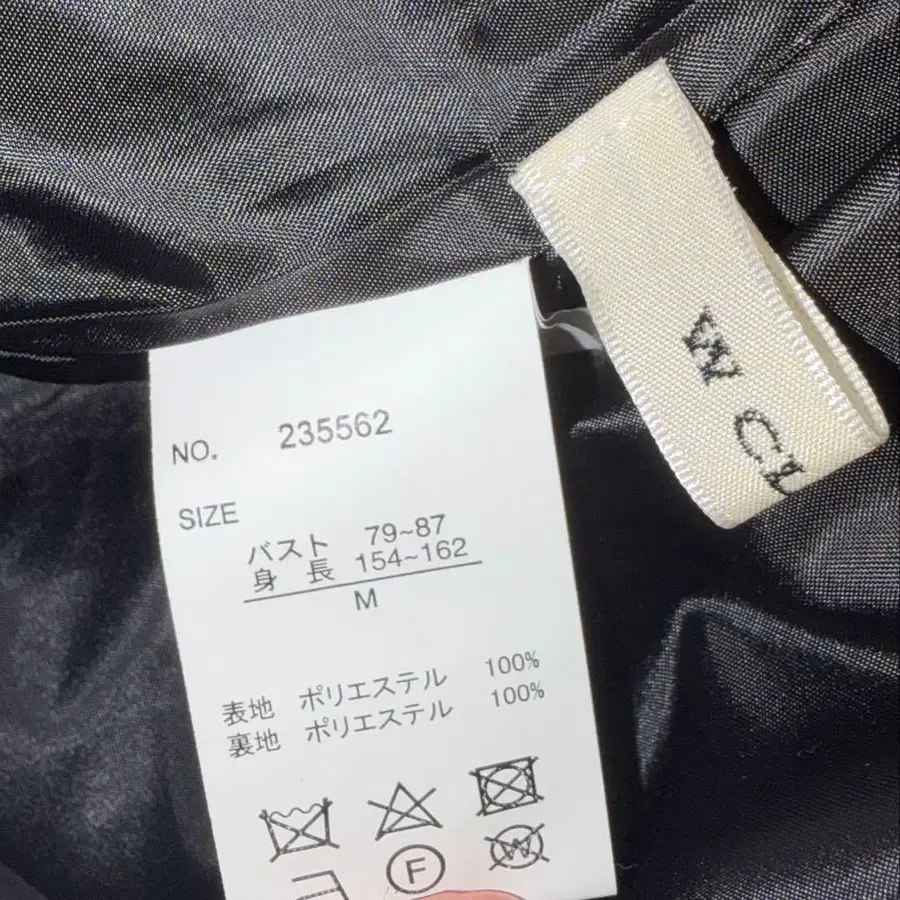 NO. 235562
SIZE
バスト 79~87
身 長 154~162
M
表地 ポリエステル 100%
裏地 ポリエステル 100%
F
W
W CL